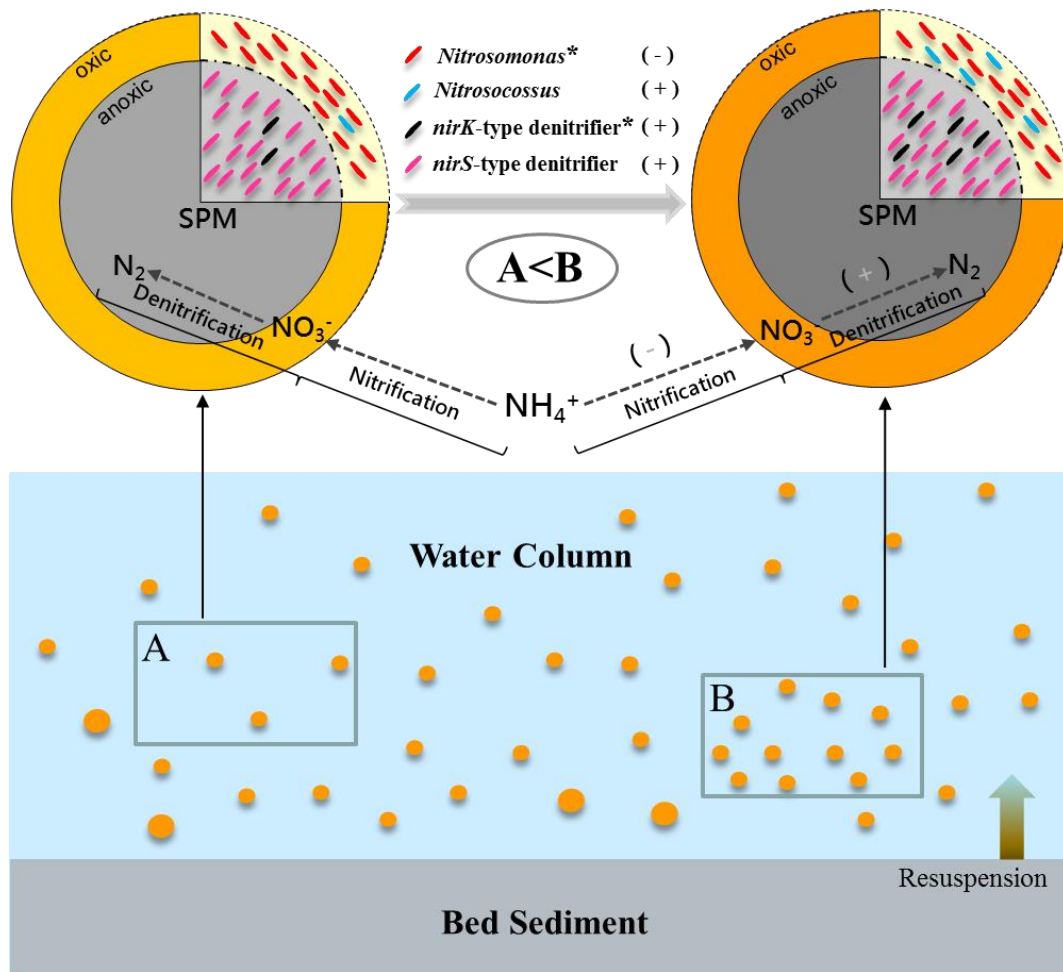 oxic
anoxic
SPM
N₂
Denitrification
NO₃⁻
Nitrification
Nitrosomonas* (-)
Nitrosocossus (+)
nirK-type denitrifier* (+)
nirS-type denitrifier (+)
A<B
NH₄⁺
oxic
anoxic
SPM
(+)
N₂
NO₃⁻
Denitrification
(-)
Nitrification
Water Column
A
B
Resuspension
Bed Sediment